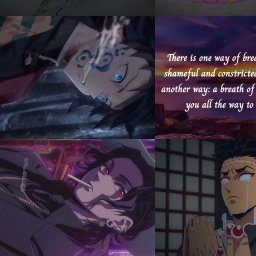 There is one way of brea
shameful and constricted
another way: a breath of
you all the way to